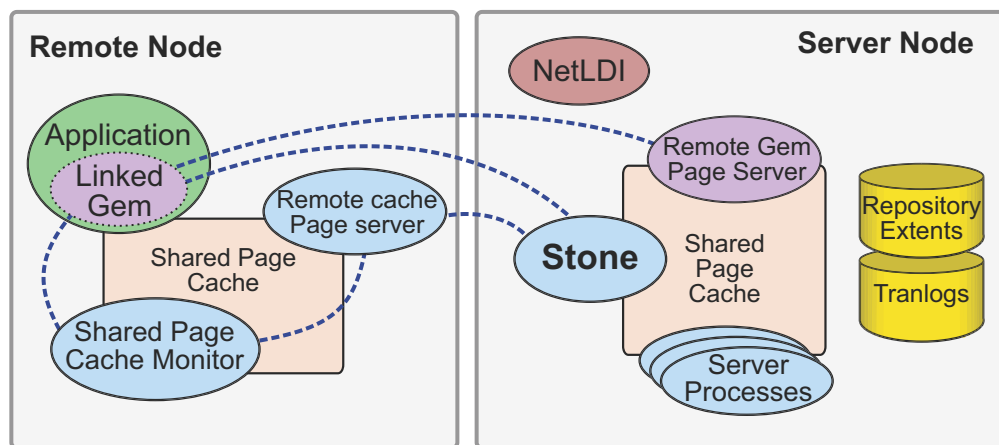 Remote Node
Application
Linked
Gem
Remote cache
Page server
Shared Page
Cache
Shared Page
Cache Monitor
Server Node
NetLDI
Remote Gem
Page Server
Stone
Shared
Page
Cache
Server
Processes
Repository
Extents
Tranlogs